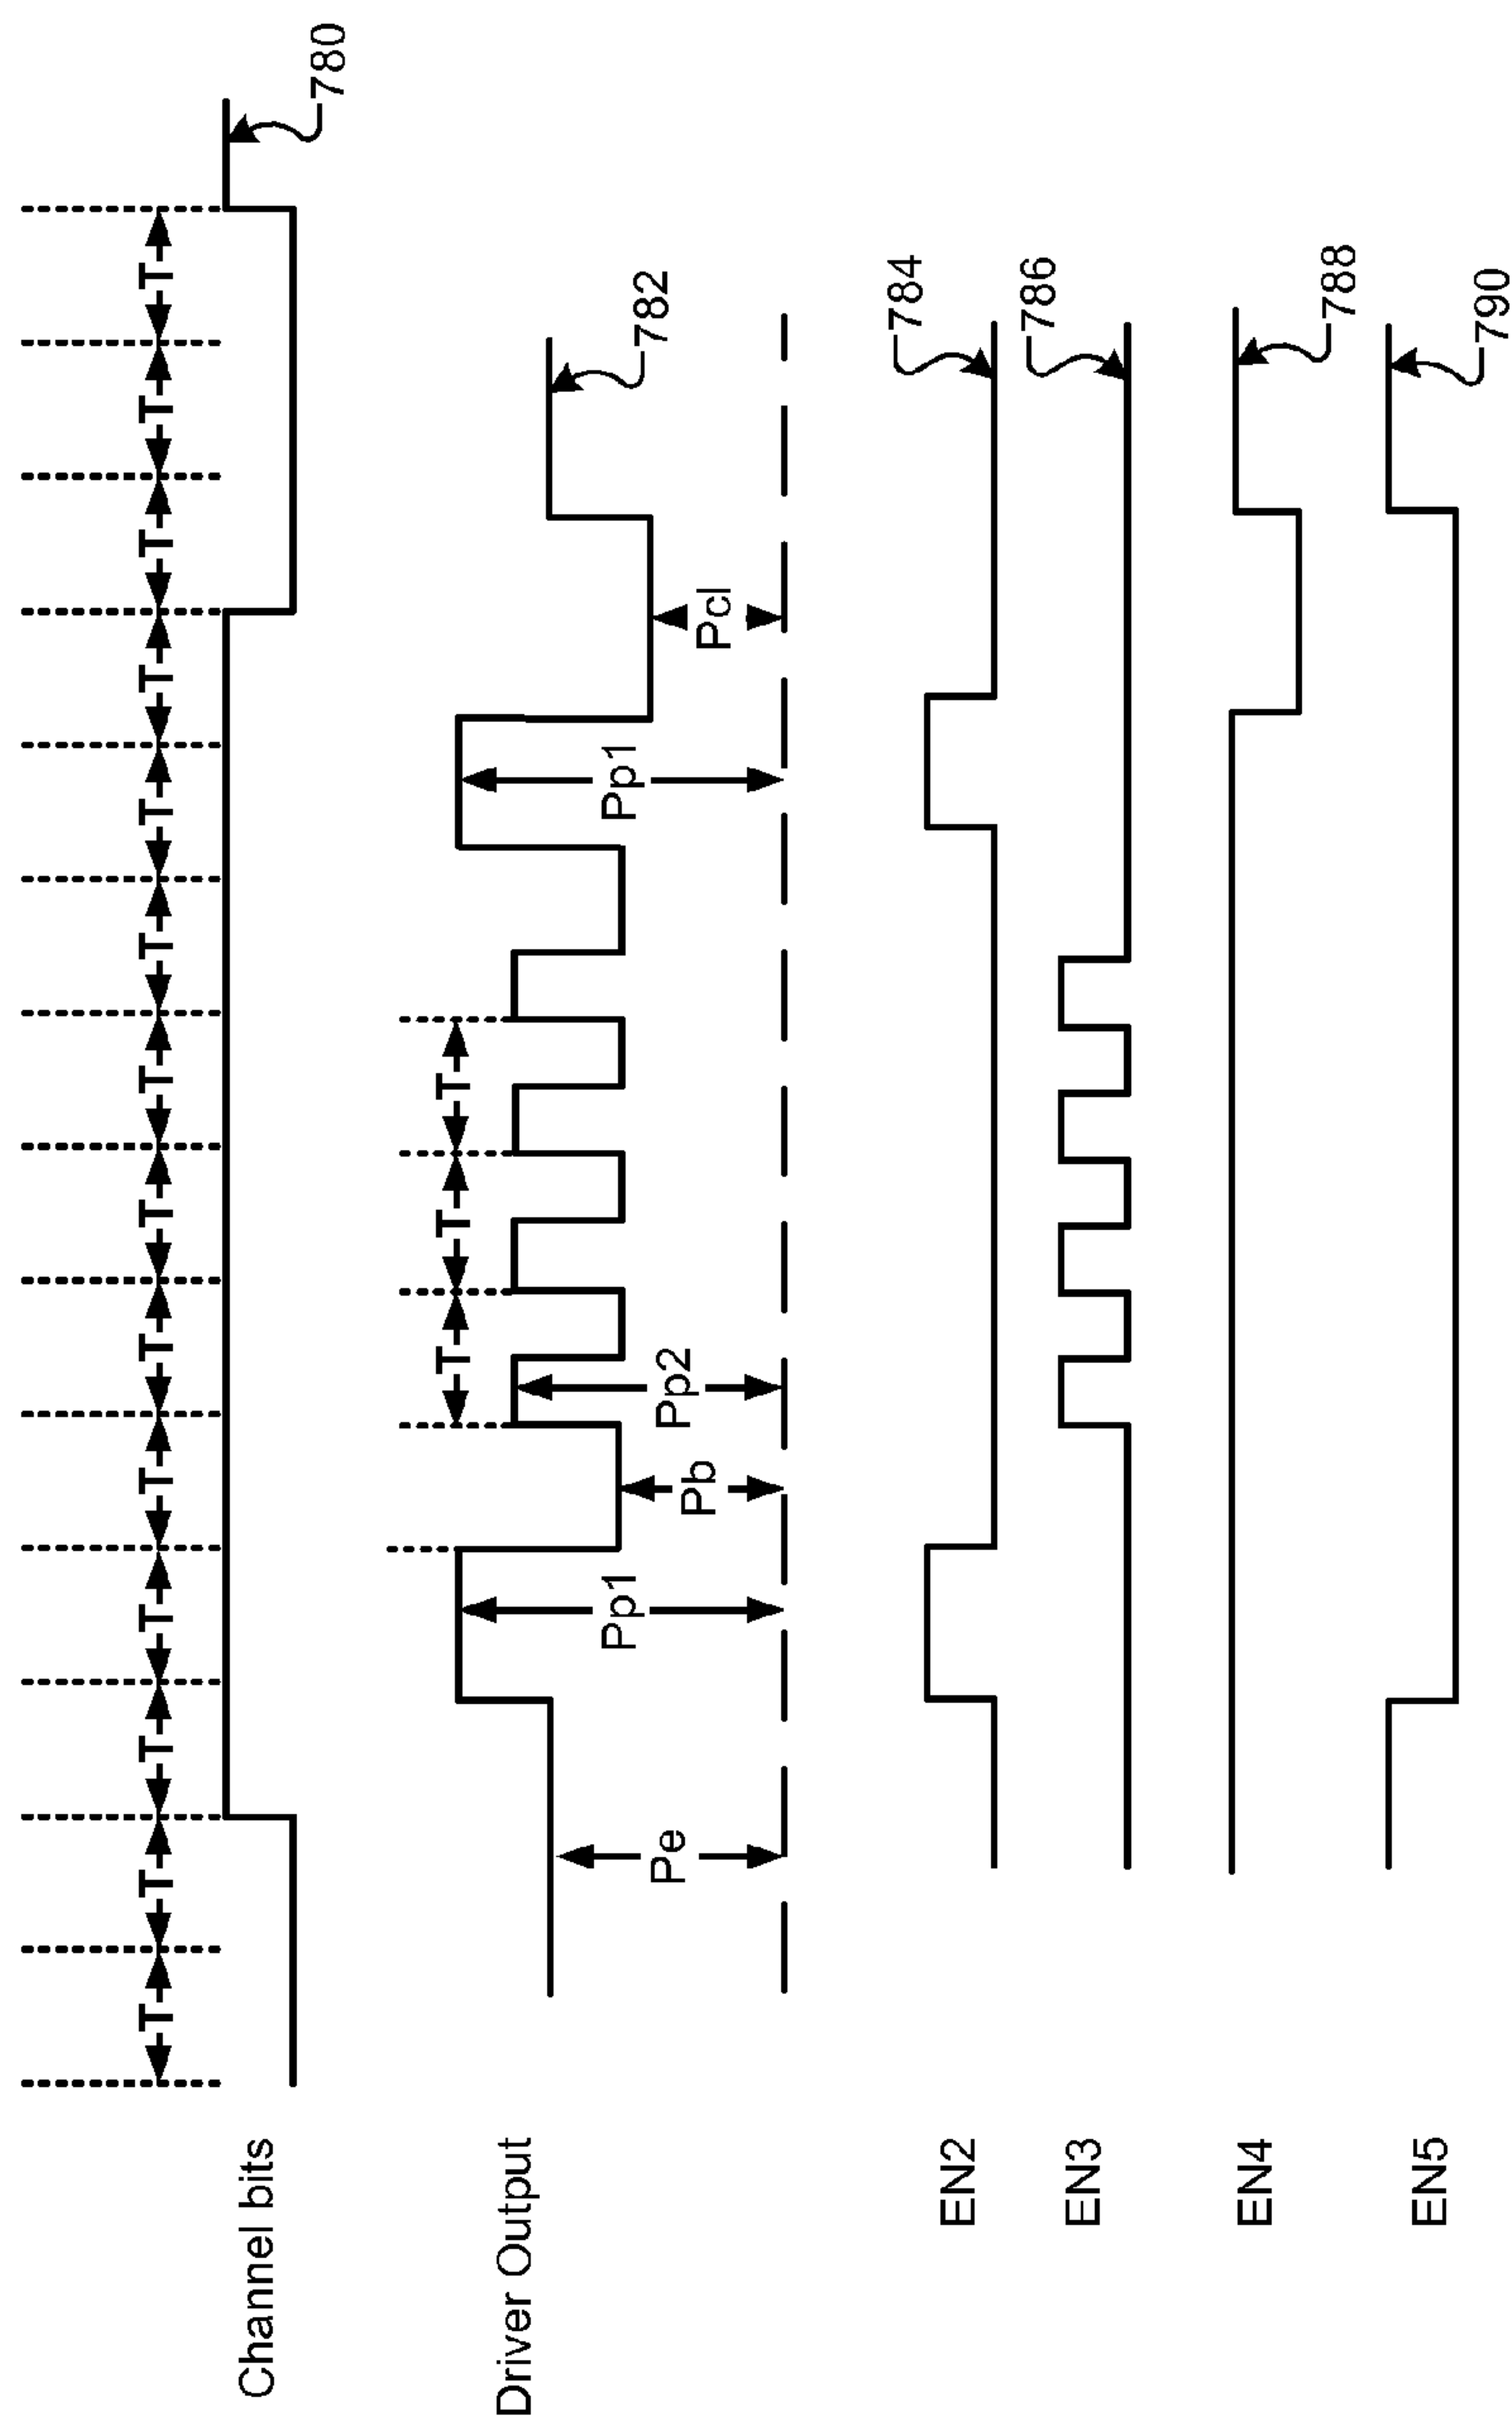 T T T T T T T T T T T T T T
Channel bits
780
T T T
Driver Output
Pe
Pp1
Pb
Pp2
Pp1
Pcl
782
EN2
784
EN3
786
EN4
788
EN5
790